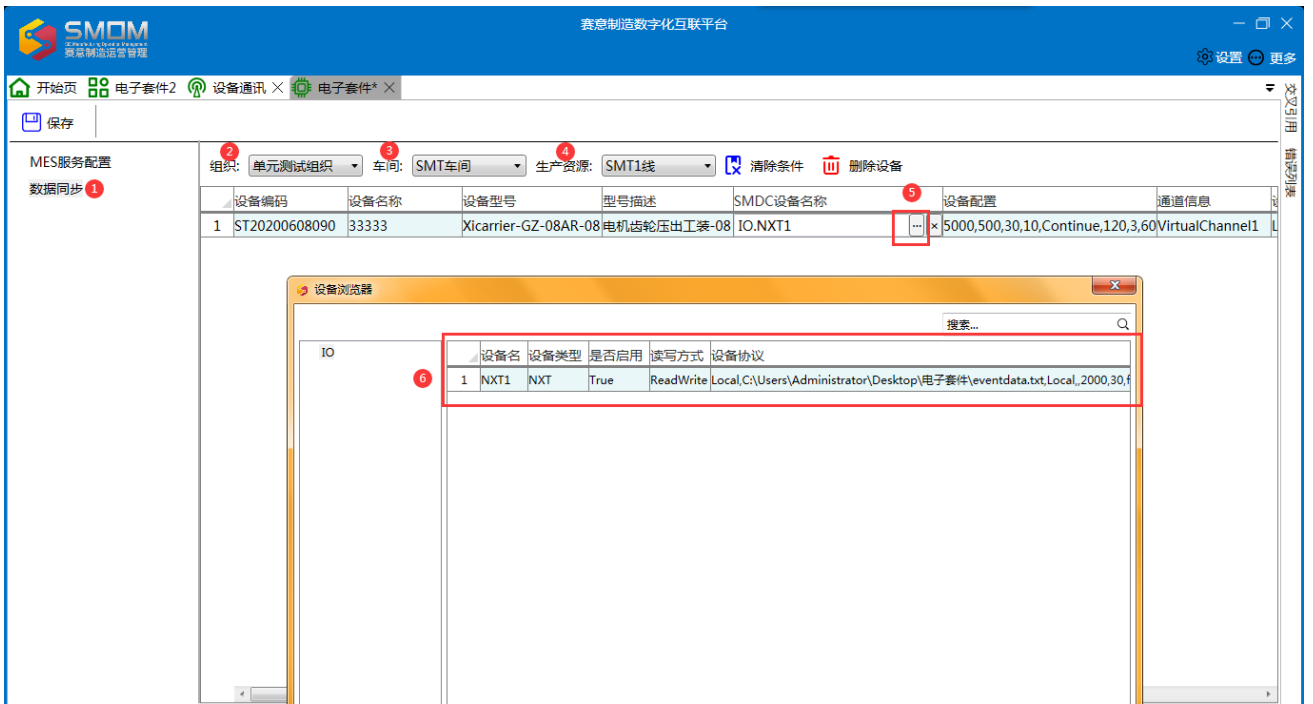 SMOM
赛意制造运营管理
赛意制造数字化互联平台
设置 更多
开始页 电子套件2 设备通讯 电子套件*
交叉引用
错误列表
保存
MES服务配置
数据同步 1
2 3 4
组织: 单元测试组织 车间: SMT车间 生产资源: SMT1线 清除条件 删除设备
5
设备编码 设备名称 设备型号 型号描述 SMDC设备名称 设备配置 通道信息
1 ST20200608090 33333 Xicarrier-GZ-08AR-08 电机齿轮压出工装-08 IO.NXT1 ... × 5000,500,30,10,Continue,120,3,60 VirtualChannel1
设备浏览器
搜索...
IO
6
设备名 设备类型 是否启用 读写方式 设备协议
1 NXT1 NXT True ReadWrite Local,C:\Users\Administrator\Desktop\电子套件\eventdata.txt,Local,,2000,30,f